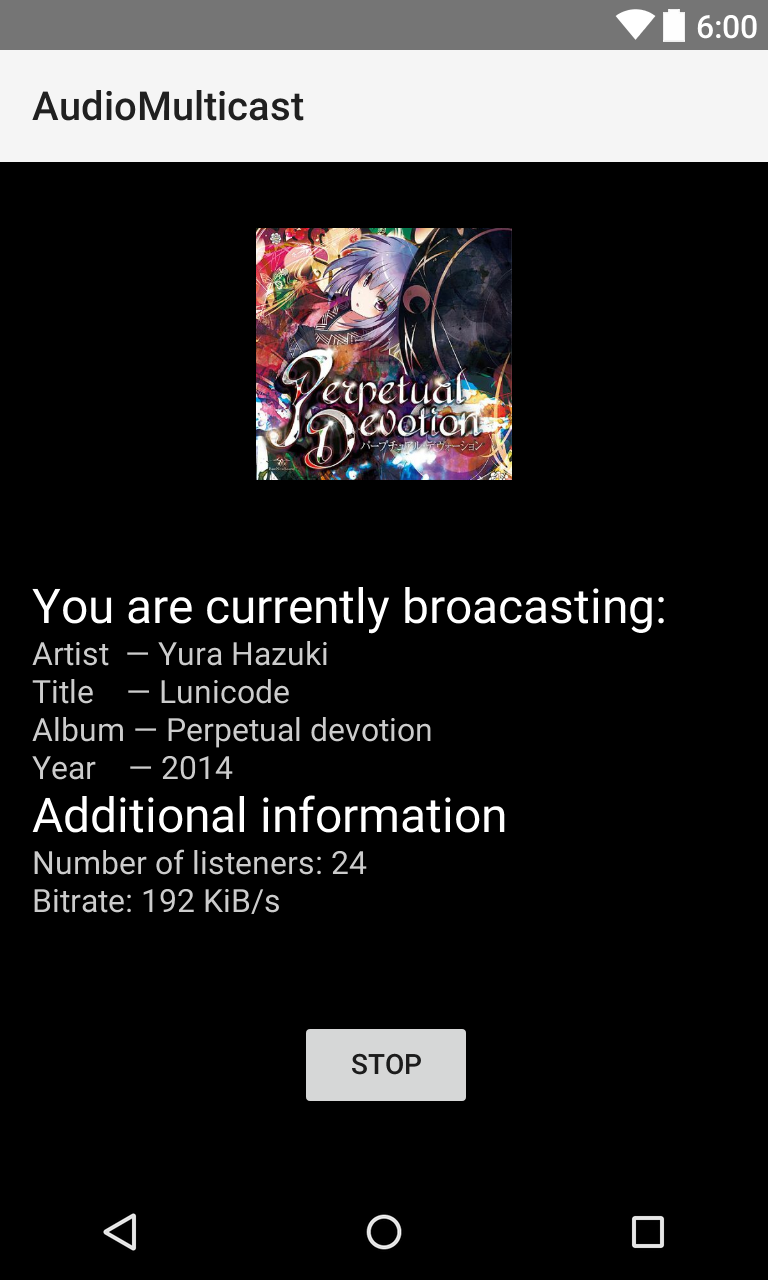 6:00
AudioMulticast
Perpetual
Devotion
パーペチュアル デヴォーション
You are currently broacasting:
Artist — Yura Hazuki
Title — Lunicode
Album — Perpetual devotion
Year — 2014
Additional information
Number of listeners: 24
Bitrate: 192 KiB/s
STOP